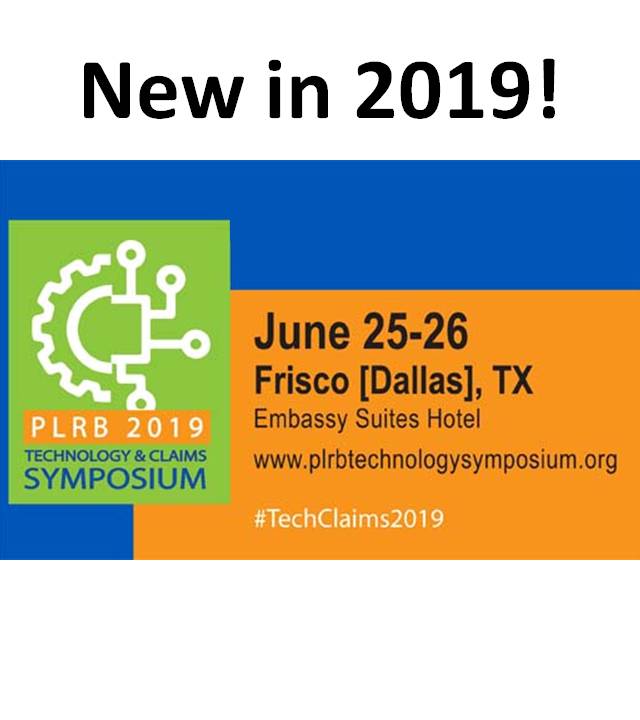 New in 2019!
PLRB 2019
TECHNOLOGY & CLAIMS
SYMPOSIUM
June 25-26
Frisco [Dallas], TX
Embassy Suites Hotel
www.plrbtechnologysymposium.org
#TechClaims2019